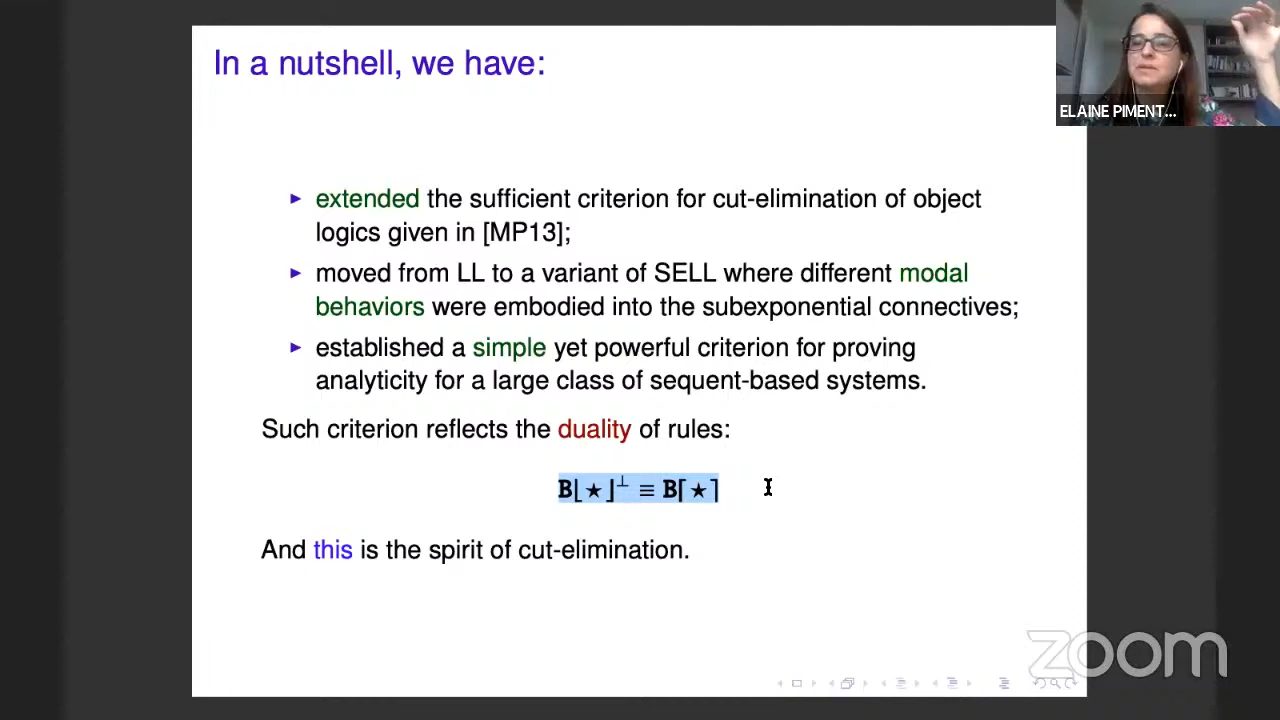 In a nutshell, we have:
ELAINE PIMENT...
► extended the sufficient criterion for cut-elimination of object
logics given in [MP13];
► moved from LL to a variant of SELL where different modal
behaviors were embodied into the subexponential connectives;
► established a simple yet powerful criterion for proving
analyticity for a large class of sequent-based systems.
Such criterion reflects the duality of rules:
B⌊★⌋⊥ ≡ B⌈★⌉
And this is the spirit of cut-elimination.
zoom